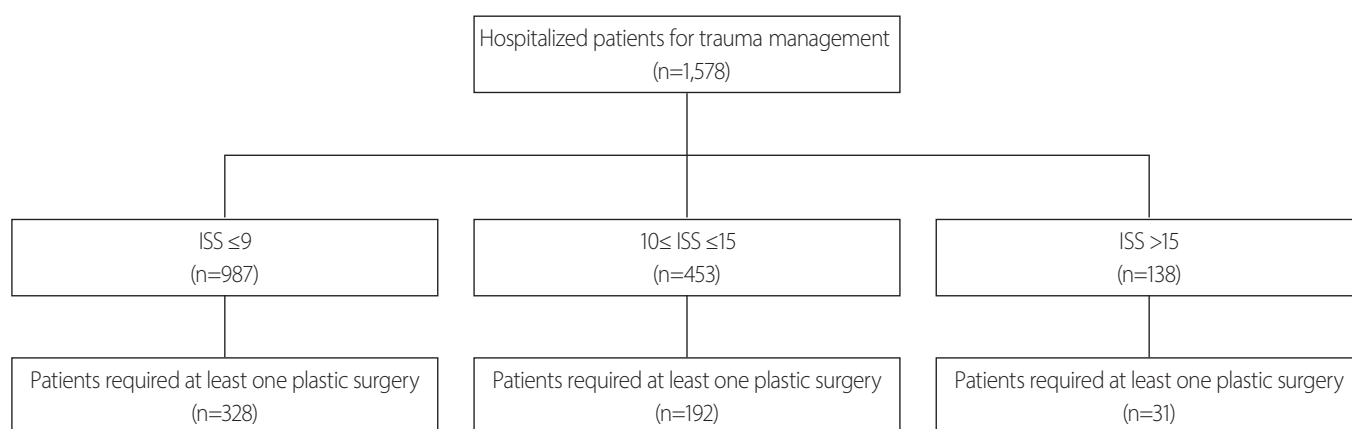 Hospitalized patients for trauma management
(n=1,578)
ISS ≤9
(n=987)
10≤ ISS ≤15
(n=453)
ISS >15
(n=138)
Patients required at least one plastic surgery
(n=328)
Patients required at least one plastic surgery
(n=192)
Patients required at least one plastic surgery
(n=31)